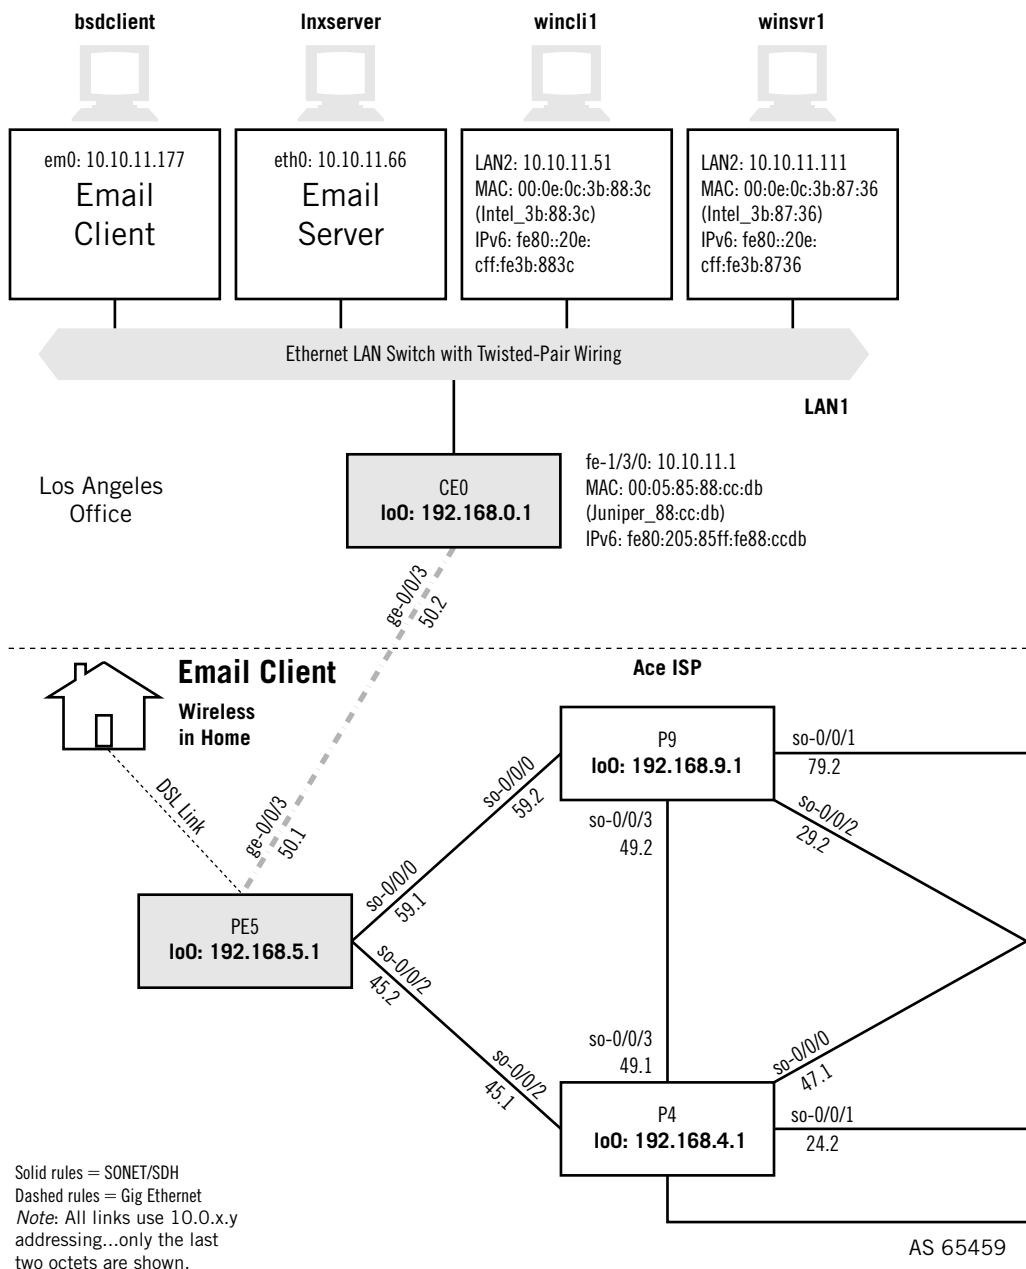 bsdclient
lnxserver
wincli1
winsvr1
em0: 10.10.11.177
Email
Client
eth0: 10.10.11.66
Email
Server
LAN2: 10.10.11.51
MAC: 00:0e:0c:3b:88:3c
(Intel_3b:88:3c)
IPv6: fe80::20e:
cff:fe3b:883c
LAN2: 10.10.11.111
MAC: 00:0e:0c:3b:87:36
(Intel_3b:87:36)
IPv6: fe80::20e:
cff:fe3b:8736
Ethernet LAN Switch with Twisted-Pair Wiring
LAN1
Los Angeles
Office
CE0
lo0: 192.168.0.1
fe-1/3/0: 10.10.11.1
MAC: 00:05:85:88:cc:db
(Juniper_88:cc:db)
IPv6: fe80:205:85ff:fe88:ccdb
ge-0/0/3
50.2
Email Client
Wireless
in Home
Ace ISP
DSL Link
ge-0/0/3
50.1
so-0/0/0
59.2
P9
lo0: 192.168.9.1
so-0/0/1
79.2
so-0/0/3
49.2
so-0/0/2
29.2
so-0/0/0
59.1
PE5
lo0: 192.168.5.1
so-0/0/2
45.2
so-0/0/3
49.1
so-0/0/2
45.1
so-0/0/0
47.1
P4
lo0: 192.168.4.1
so-0/0/1
24.2
Solid rules = SONET/SDH
Dashed rules = Gig Ethernet
Note: All links use 10.0.x.y
addressing...only the last
two octets are shown.
AS 65459